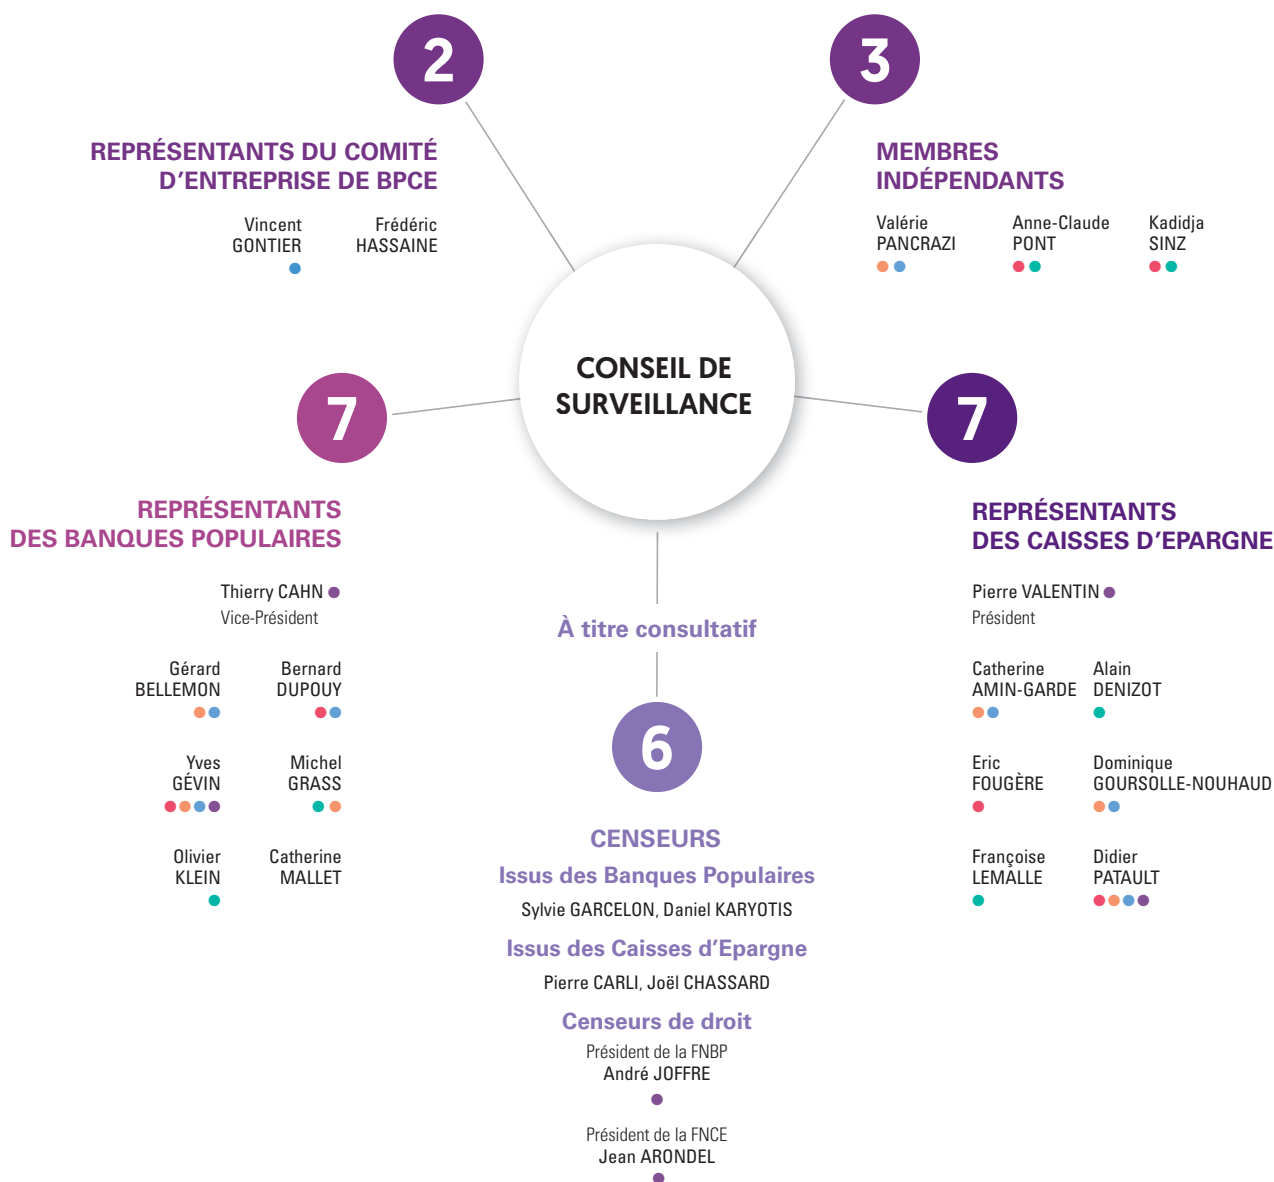 2
REPRÉSENTANTS DU COMITÉ
D'ENTREPRISE DE BPCE
Vincent
GONTIER
Frédéric
HASSAINE
3
MEMBRES
INDÉPENDANTS
Valérie
PANCRAZI
Anne-Claude
PONT
Kadidja
SINZ
CONSEIL DE
SURVEILLANCE
7
REPRÉSENTANTS
DES BANQUES POPULAIRES
Thierry CAHN
Vice-Président
Gérard
BELLEMON
Bernard
DUPOUY
Yves
GÉVIN
Michel
GRASS
Olivier
KLEIN
Catherine
MALLET
7
REPRÉSENTANTS
DES CAISSES D'EPARGNE
Pierre VALENTIN
Président
Catherine
AMIN-GARDE
Alain
DENIZOT
Eric
FOUGÈRE
Dominique
GOURSOLLE-NOUHAUD
Françoise
LEMALLE
Didier
PATAULT
À titre consultatif
6
CENSEURS
Issus des Banques Populaires
Sylvie GARCELON, Daniel KARYOTIS
Issus des Caisses d'Epargne
Pierre CARLI, Joël CHASSARD
Censeurs de droit
Président de la FNBP
André JOFFRE
Président de la FNCE
Jean ARONDEL